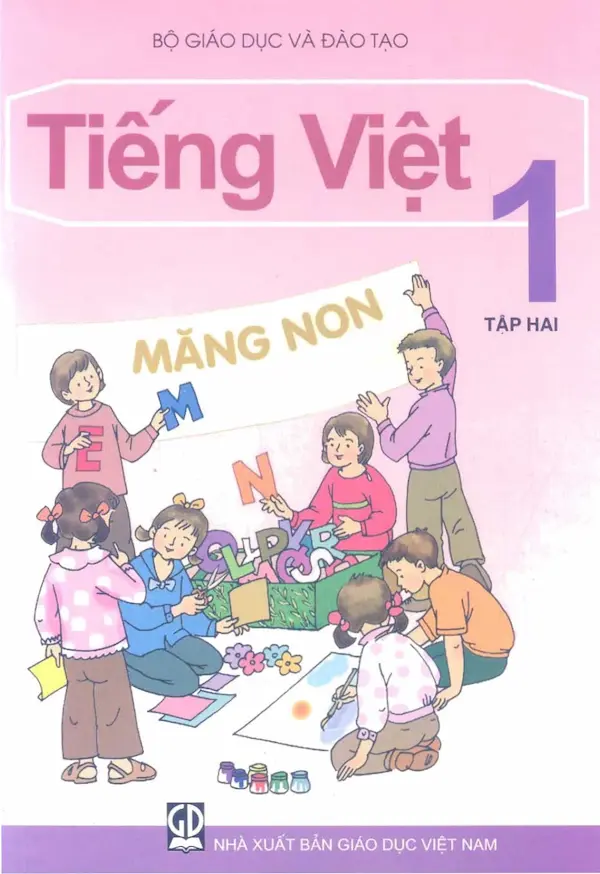 BỘ GIÁO DỤC VÀ ĐÀO TẠO
Tiếng Việt 1
TẬP HAI
MĂNG NON
M
E
N
GD
NHÀ XUẤT BẢN GIÁO DỤC VIỆT NAM